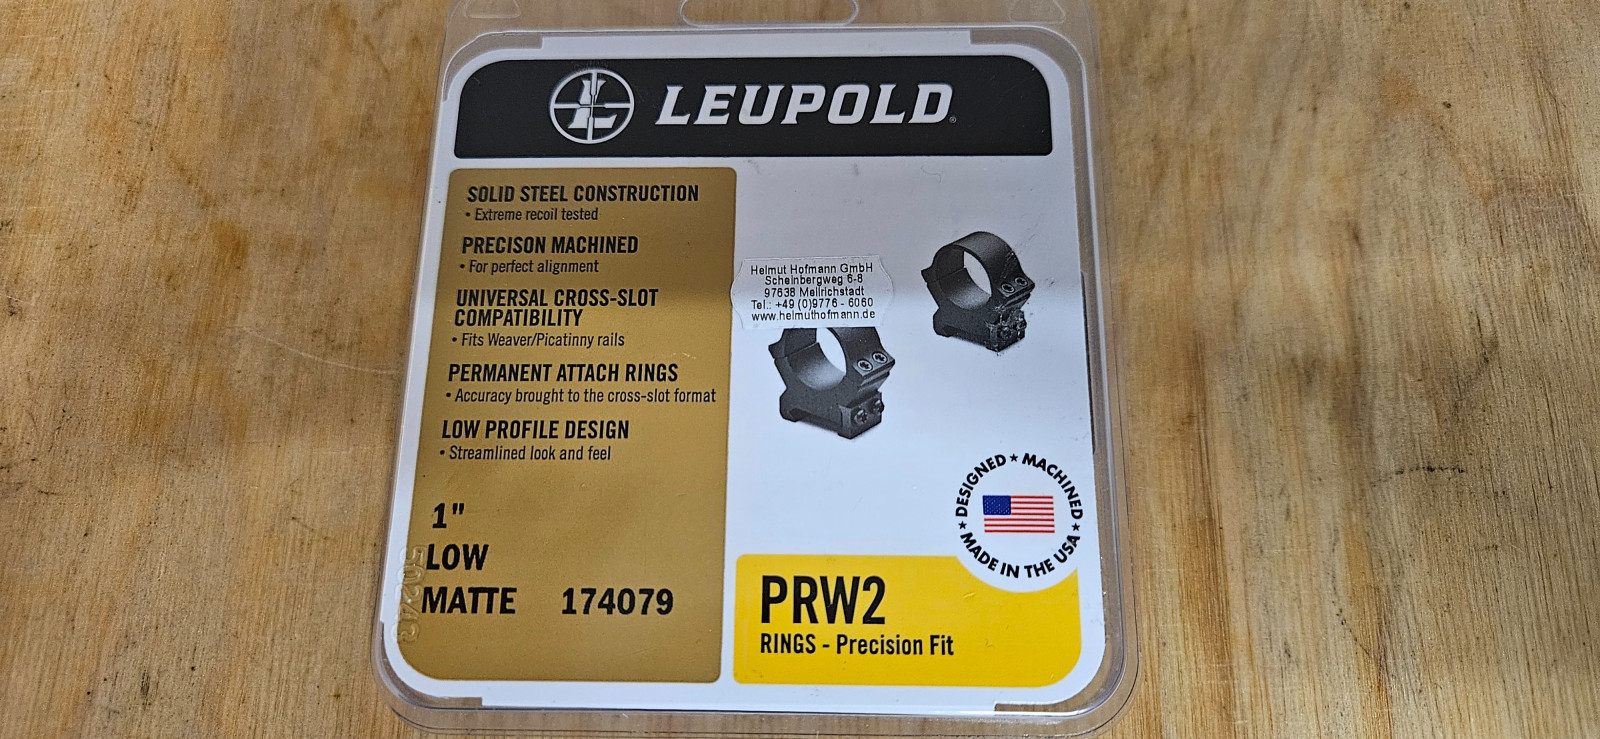 LEUPOLD®
SOLID STEEL CONSTRUCTION
• Extreme recoil tested
PRECISON MACHINED
• For perfect alignment
UNIVERSAL CROSS-SLOT
COMPATIBILITY
• Fits Weaver/Picatinny rails
PERMANENT ATTACH RINGS
• Accuracy brought to the cross-slot format
LOW PROFILE DESIGN
• Streamlined look and feel
1"
LOW
MATTE 174079
Helmut Hofmann GmbH
Scheinbergweg 6-8
97638 Mellrichstadt
Tel.: +49 (0)9776 - 6060
www.helmuthofmann.de
DESIGNED ★ MACHINED
★ MADE IN THE USA ★
PRW2
RINGS - Precision Fit